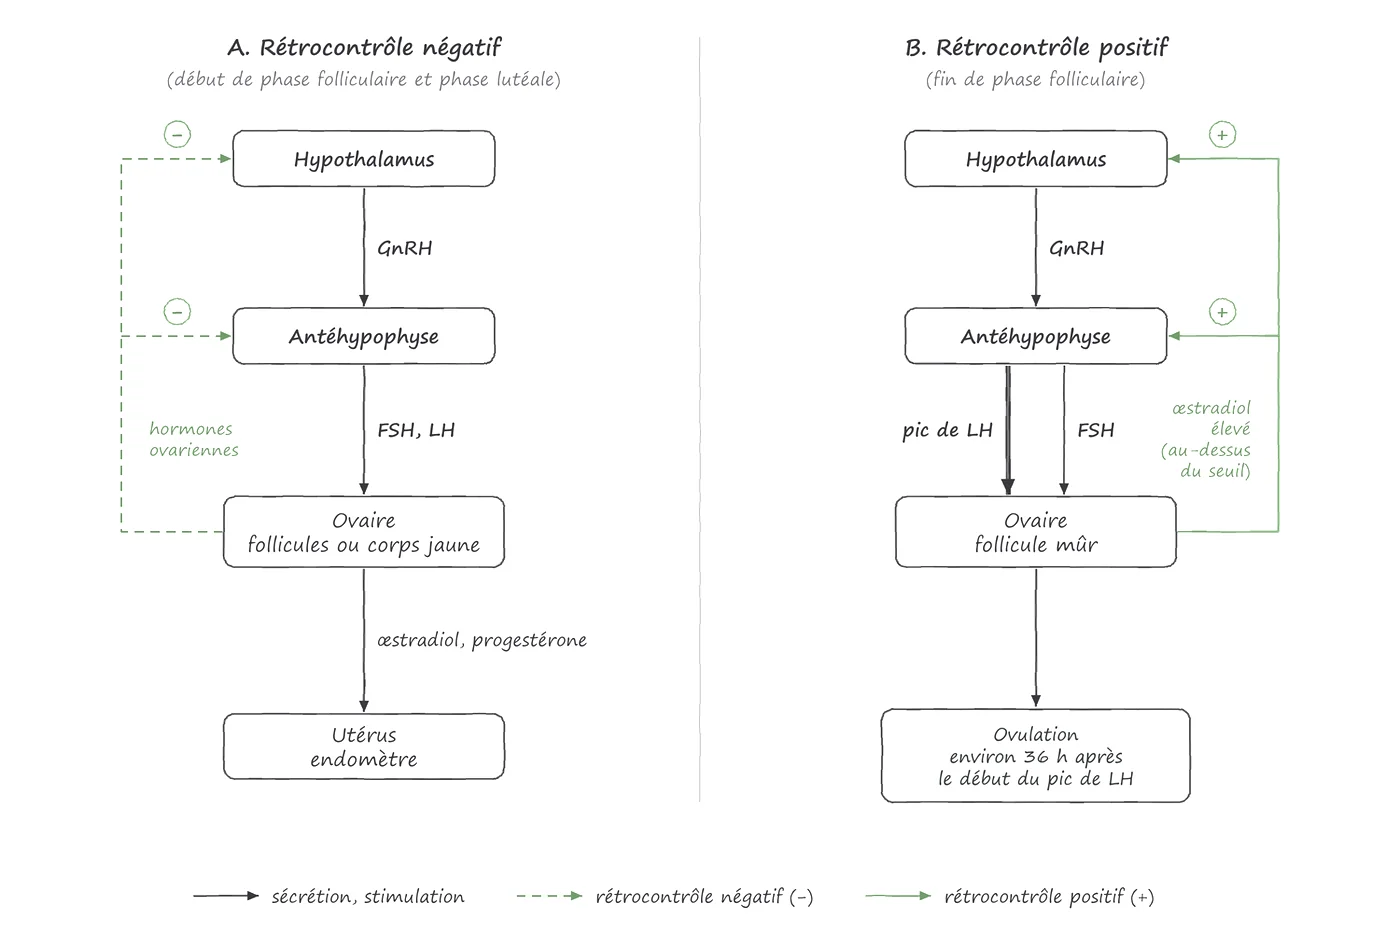 A. Rétrocontrôle négatif
(début de phase folliculaire et phase lutéale)
−
Hypothalamus
GnRH
−
Antéhypophyse
hormones
ovariennes
FSH, LH
Ovaire
follicules ou corps jaune
œstradiol, progestérone
Utérus
endomètre
B. Rétrocontrôle positif
(fin de phase folliculaire)
+
Hypothalamus
GnRH
+
Antéhypophyse
pic de LH
FSH
œstradiol
élevé
(au-dessus
du seuil)
Ovaire
follicule mûr
Ovulation
environ 36 h après
le début du pic de LH
sécrétion, stimulation
rétrocontrôle négatif (−)
rétrocontrôle positif (+)